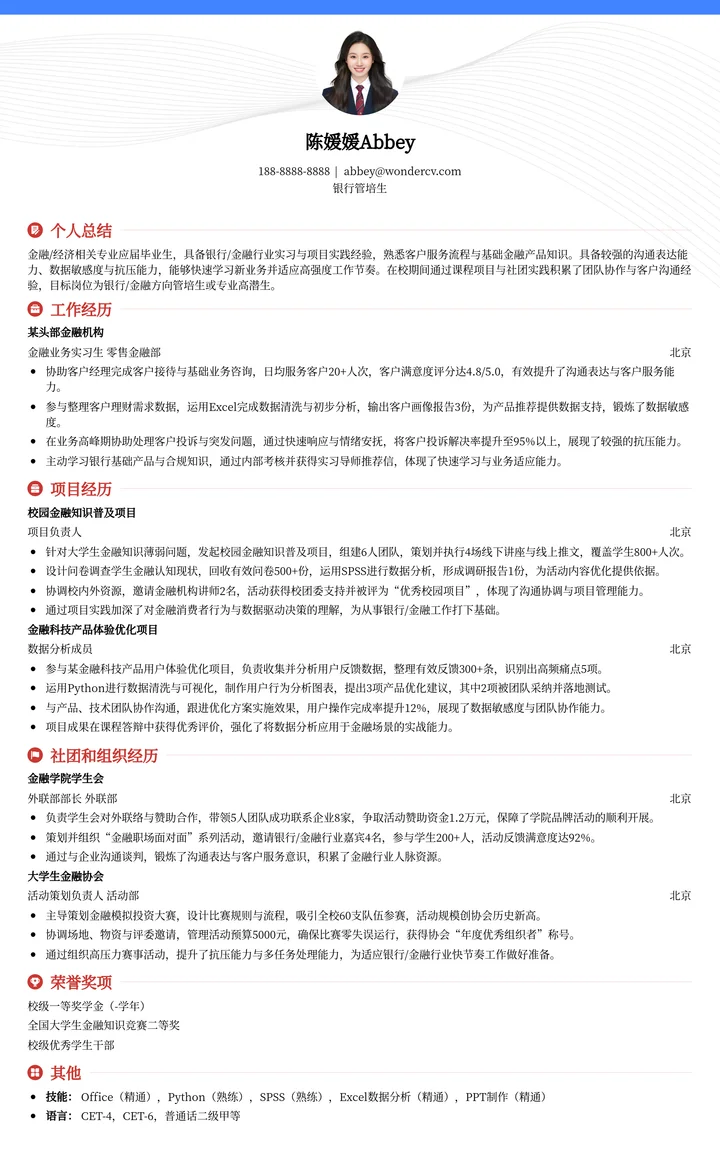 陈媛媛Abbey
188-8888-8888 | abbey@wondercv.com
银行管培生
个人总结
金融/经济相关专业应届毕业生，具备银行/金融行业实习与项目实践经验，熟悉客户服务流程与基础金融产品知识。具备较强的沟通表达能
力、数据敏感度与抗压能力，能够快速学习新业务并适应高强度工作节奏。在校期间通过课程项目与社团实践积累了团队协作与客户沟通经
验，目标岗位为银行/金融方向管培生或专业高潜生。
工作经历
某头部金融机构
金融业务实习生 零售金融部 北京
• 协助客户经理完成客户接待与基础业务咨询，日均服务客户20+人次，客户满意度评分达4.8/5.0，有效提升了沟通表达与客户服务能
力。
• 参与整理客户理财需求数据，运用Excel完成数据清洗与初步分析，输出客户画像报告3份，为产品推荐提供数据支持，锻炼了数据敏感
度。
• 在业务高峰期协助处理客户投诉与突发问题，通过快速响应与情绪安抚，将客户投诉解决率提升至95%以上，展现了较强的抗压能力。
• 主动学习银行基础产品与合规知识，通过内部考核并获得实习导师推荐信，体现了快速学习与业务适应能力。
项目经历
校园金融知识普及项目
项目负责人 北京
• 针对大学生金融知识薄弱问题，发起校园金融知识普及项目，组建6人团队，策划并执行4场线下讲座与线上推文，覆盖学生800+人次。
• 设计问卷调查学生金融认知现状，回收有效问卷500+份，运用SPSS进行数据分析，形成调研报告1份，为活动内容优化提供依据。
• 协调校内外资源，邀请金融机构讲师2名，活动获得校团委支持并被评为“优秀校园项目”，体现了沟通协调与项目管理能力。
• 通过项目实践加深了对金融消费者行为与数据驱动决策的理解，为从事银行/金融工作打下基础。
金融科技产品体验优化项目
数据分析成员 北京
• 参与某金融科技产品用户体验优化项目，负责收集并分析用户反馈数据，整理有效反馈300+条，识别出高频痛点5项。
• 运用Python进行数据清洗与可视化，制作用户行为分析图表，提出3项产品优化建议，其中2项被团队采纳并落地测试。
• 与产品、技术团队协作沟通，跟进优化方案实施效果，用户操作完成率提升12%，展现了数据敏感度与团队协作能力。
• 项目成果在课程答辩中获得优秀评价，强化了将数据分析应用于金融场景的实战能力。
社团和组织经历
金融学院学生会
外联部部长 外联部 北京
• 负责学生会对外联络与赞助合作，带领5人团队成功联系企业8家，争取活动赞助资金1.2万元，保障了学院品牌活动的顺利开展。
• 策划并组织“金融职场面对面”系列活动，邀请银行/金融行业嘉宾4名，参与学生200+人，活动反馈满意度达92%。
• 通过与企业沟通谈判，锻炼了沟通表达与客户服务意识，积累了金融行业人脉资源。
大学生金融协会
活动策划负责人 活动部 北京
• 主导策划金融模拟投资大赛，设计比赛规则与流程，吸引全校60支队伍参赛，活动规模创协会历史新高。
• 协调场地、物资与评委邀请，管理活动预算5000元，确保比赛零失误运行，获得协会“年度优秀组织者”称号。
• 通过组织高压力赛事活动，提升了抗压能力与多任务处理能力，为适应银行/金融行业快节奏工作做好准备。
荣誉奖项
校级一等奖学金（-学年）
全国大学生金融知识竞赛二等奖
校级优秀学生干部
其他
• 技能： Office（精通），Python（熟练），SPSS（熟练），Excel数据分析（精通），PPT制作（精通）
• 语言： CET-4，CET-6，普通话二级甲等